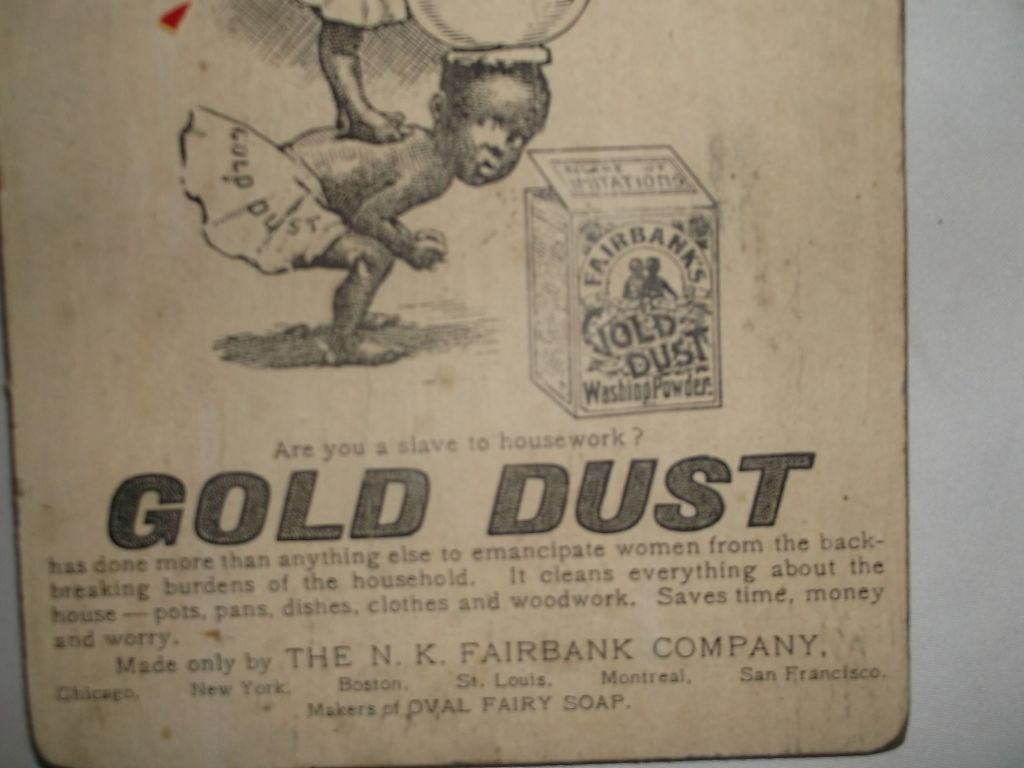 GOLD
DUST
NONE OF
IMITATIONS
FAIRBANK'S
GOLD
DUST
Washing Powder.
Are you a slave to housework?
GOLD DUST
has done more than anything else to emancipate women from the back-
breaking burdens of the household. It cleans everything about the
house — pots, pans, dishes, clothes and woodwork. Saves time, money
and worry.
Made only by THE N. K. FAIRBANK COMPANY,
Chicago, New York, Boston, St. Louis, Montreal, San Francisco.
Makers of OVAL FAIRY SOAP.